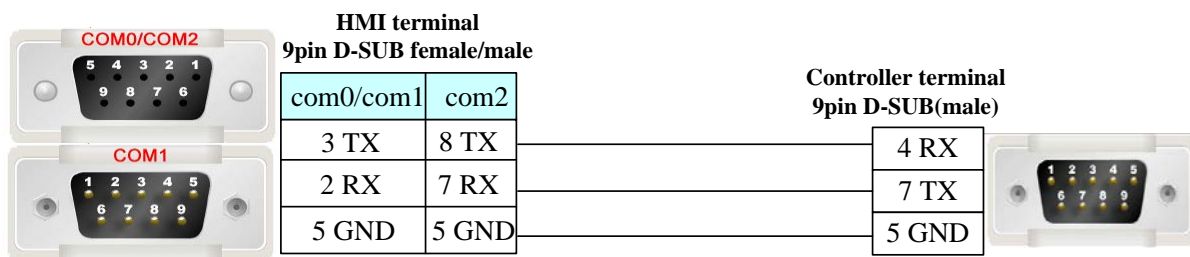 COM0/COM2
5 4 3 2 1
9 8 7 6
COM1
1 2 3 4 5
6 7 8 9
HMI terminal
9pin D-SUB female/male
com0/com1 com2
3 TX 8 TX
2 RX 7 RX
5 GND 5 GND
Controller terminal
9pin D-SUB(male)
4 RX
7 TX
5 GND
1 2 3 4 5
6 7 8 9